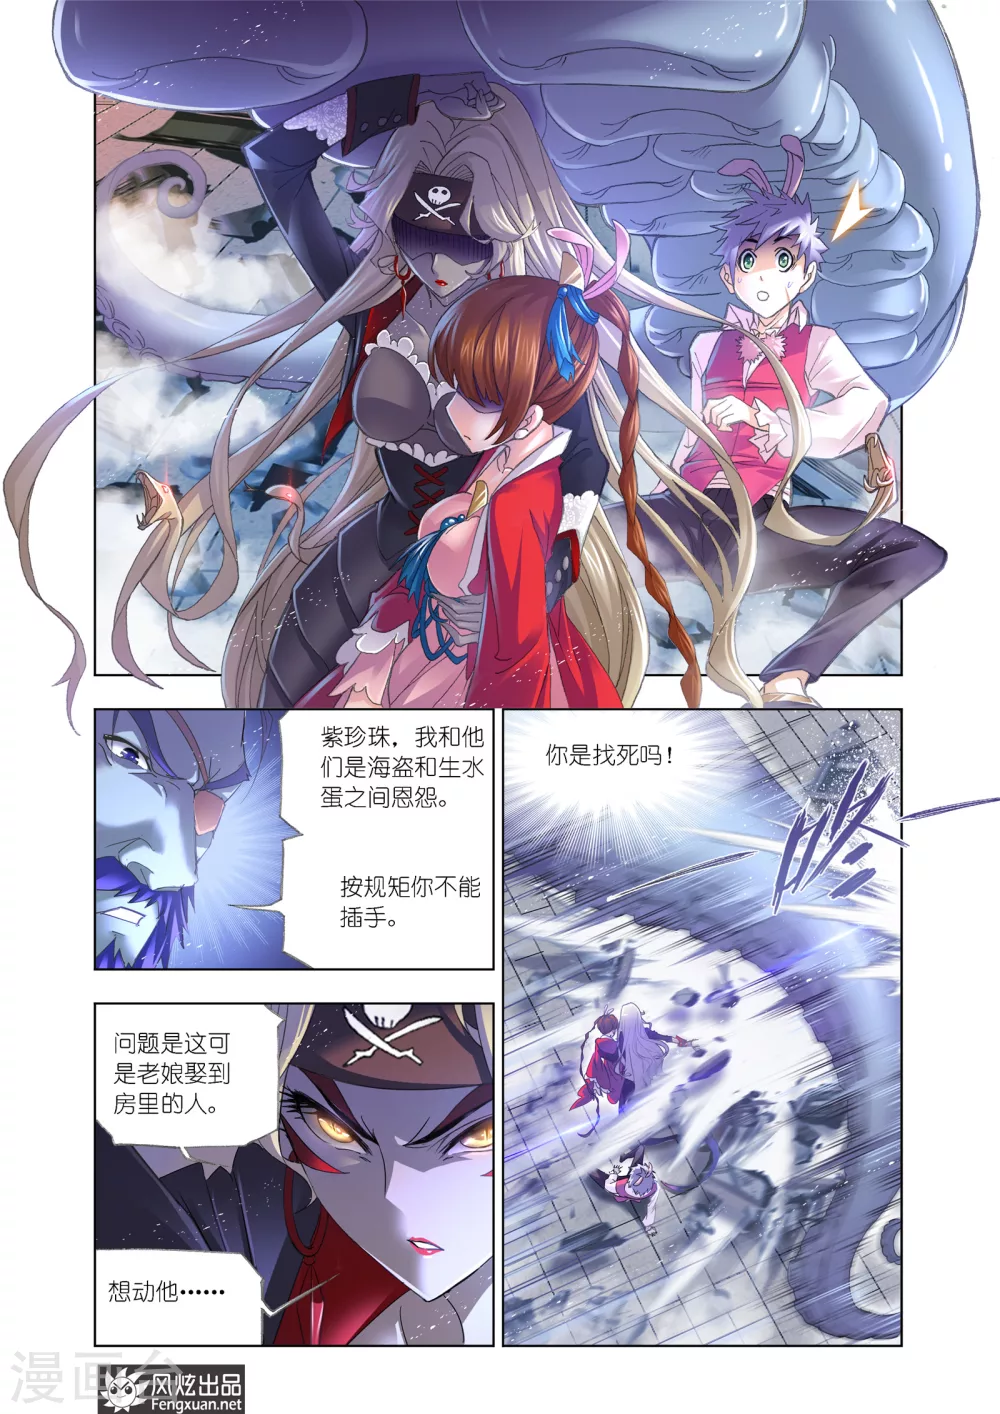 紫珍珠，我和他
们是海盗和生水
蛋之间恩怨。
按规矩你不能
插手。
你是找死吗！
问题是这可
是老娘娶到
房里的人。
想动他……
漫画台
风炫出品
Fengxuan.net